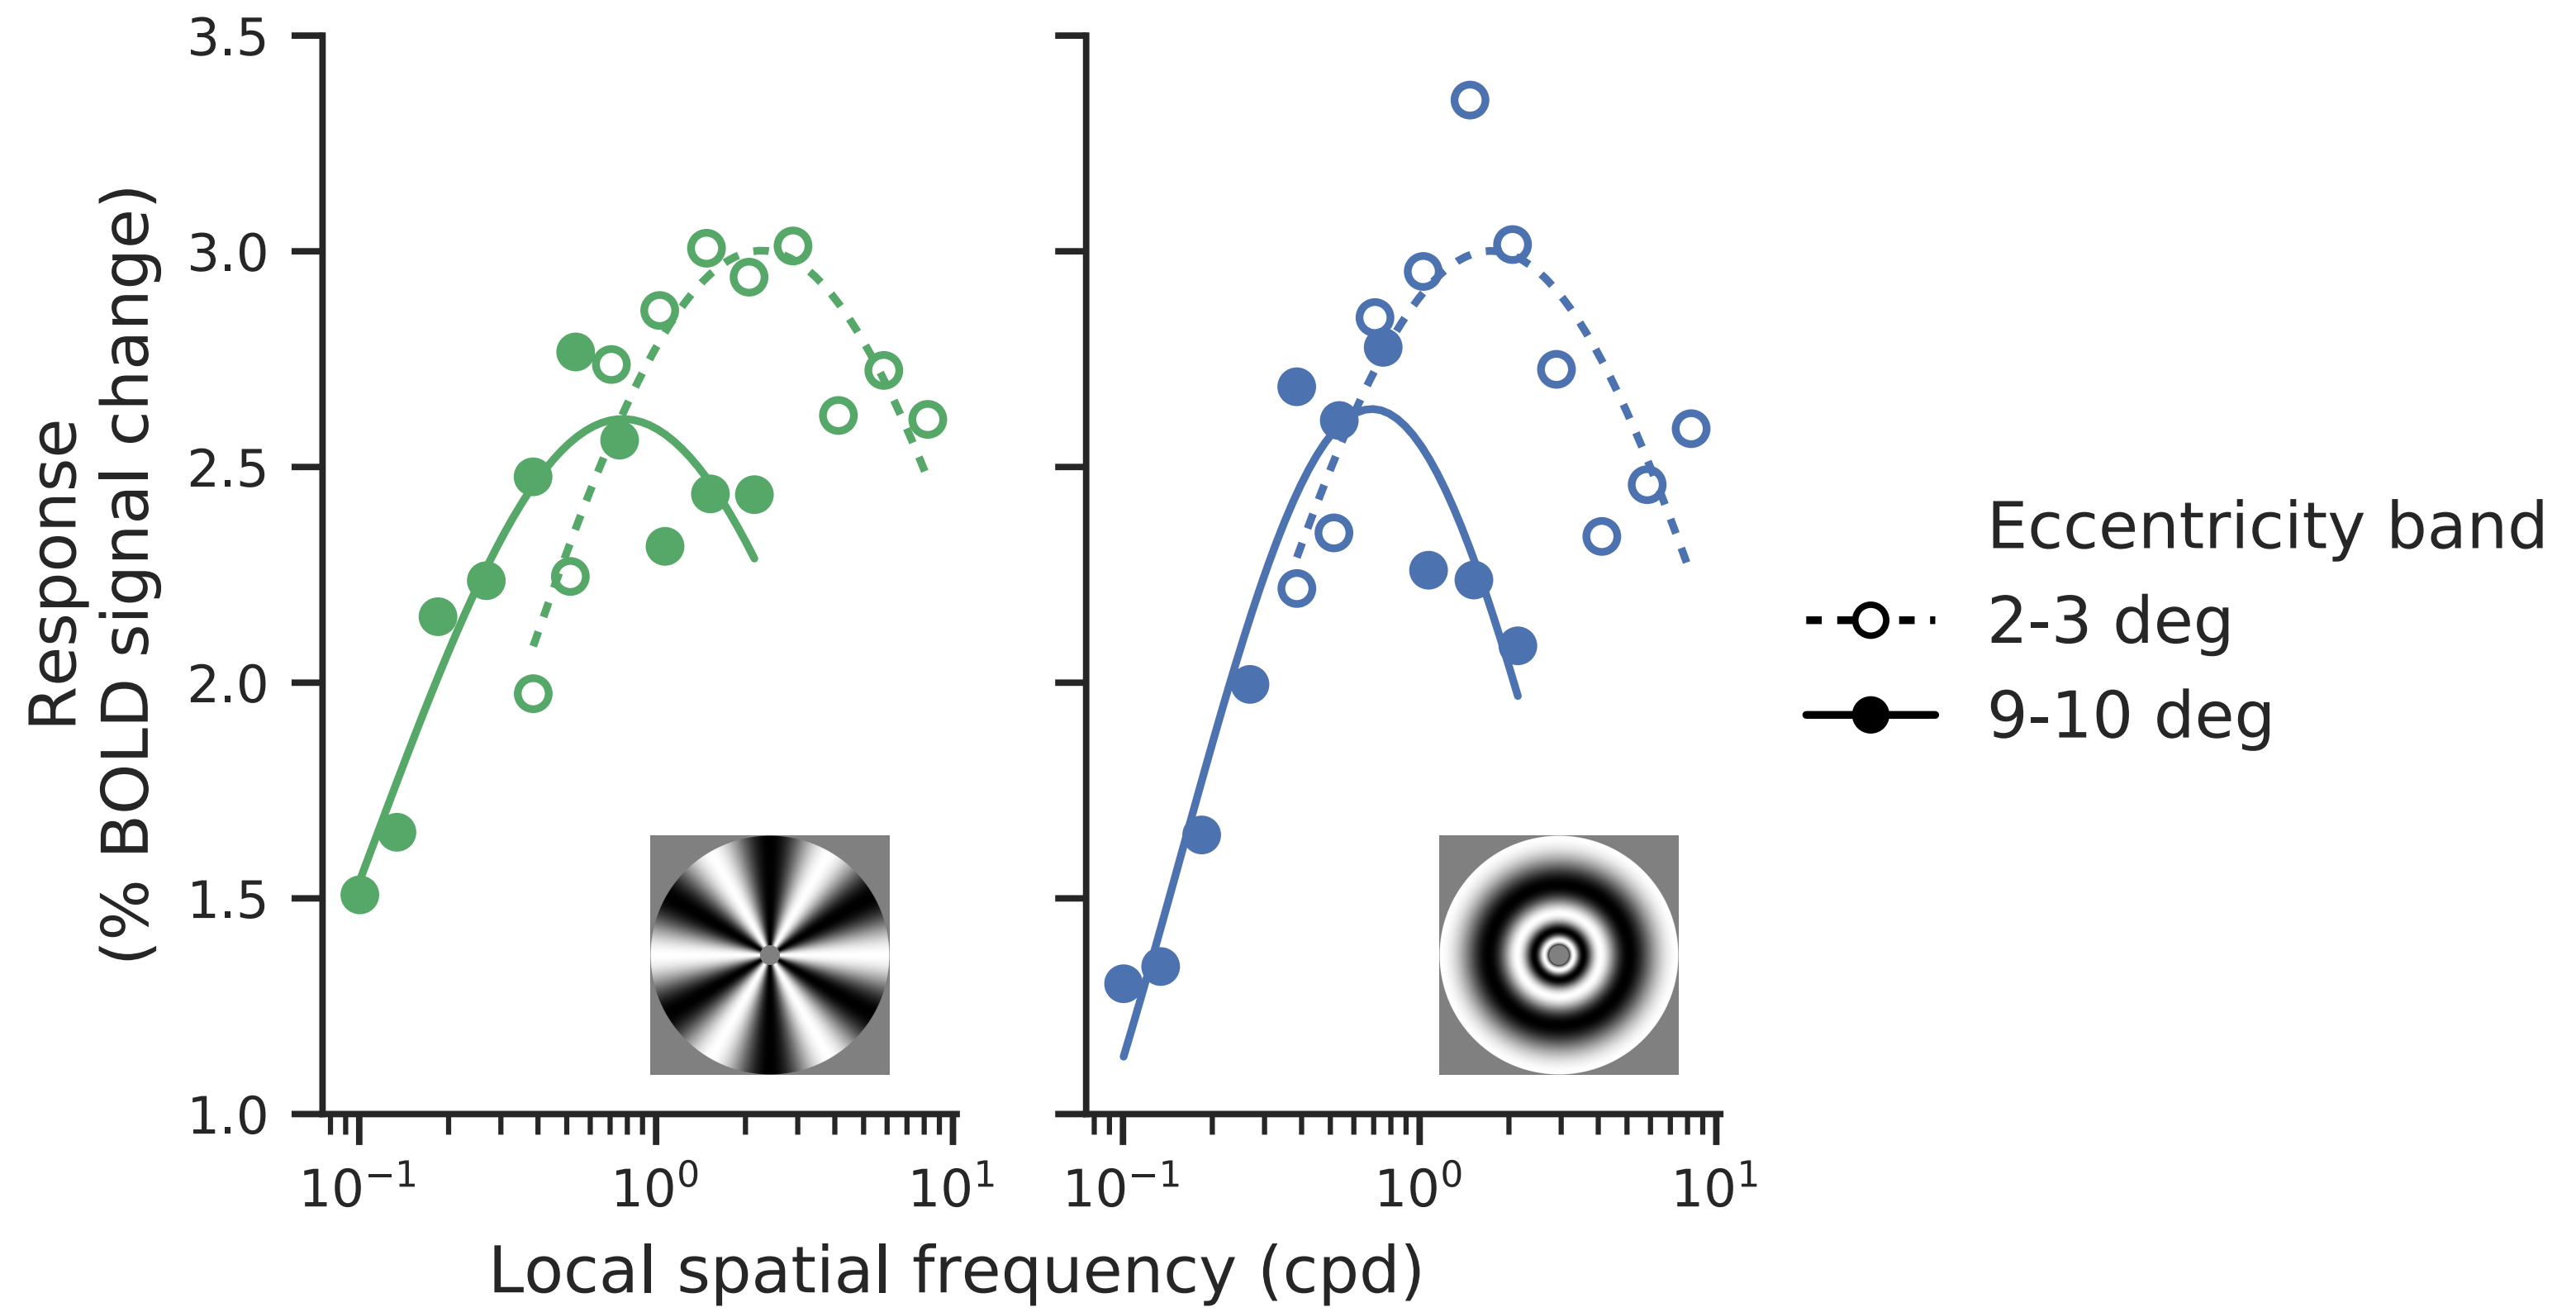 Response
(% BOLD signal change)
3.5
3.0
2.5
2.0
1.5
1.0
10⁻¹ 10⁰ 10¹
10⁻¹ 10⁰ 10¹
Local spatial frequency (cpd)
Eccentricity band
2-3 deg
9-10 deg